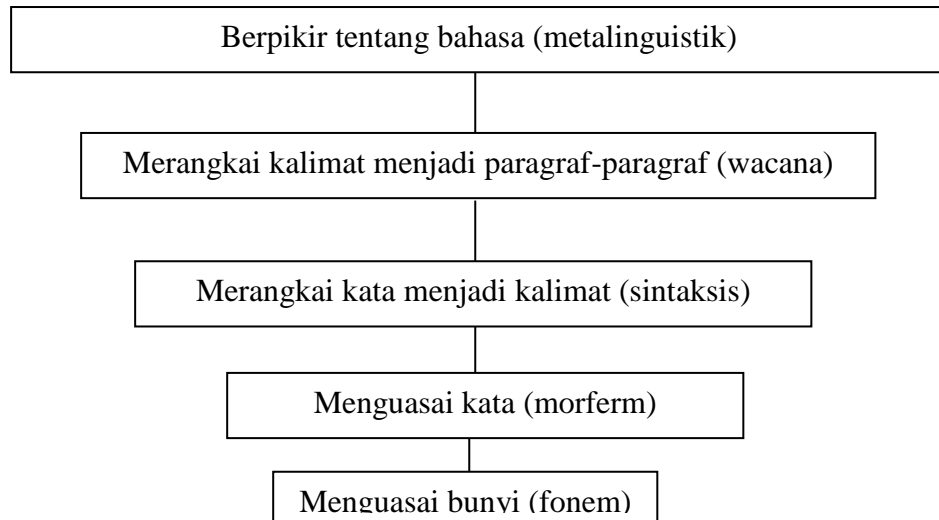 Berpikir tentang bahasa (metalinguistik)
Merangkai kalimat menjadi paragraf-paragraf (wacana)
Merangkai kata menjadi kalimat (sintaksis)
Menguasai kata (morferm)
Menguasai bunyi (fonem)